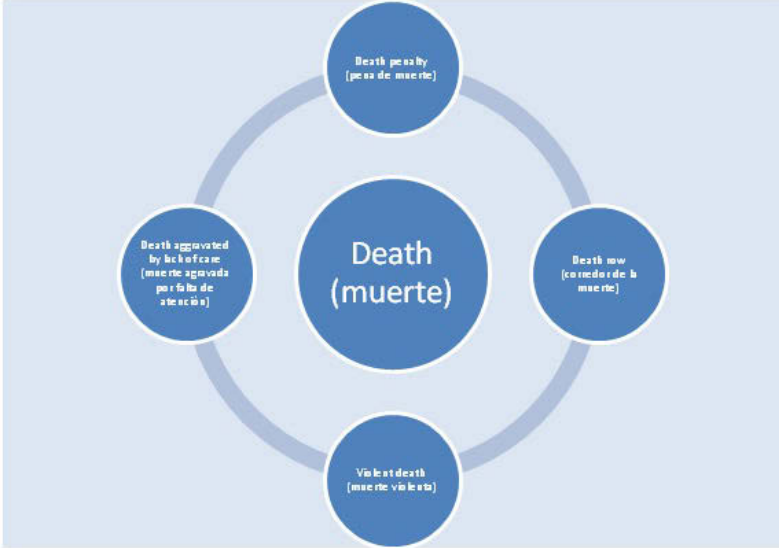 Death penalty
(pena de muerte)
Death aggravated
by lack of care
(muerte agravada
por falta de
atención)
Death
(muerte)
Death row
(corredor de la
muerte)
Violent death
(muerte violenta)